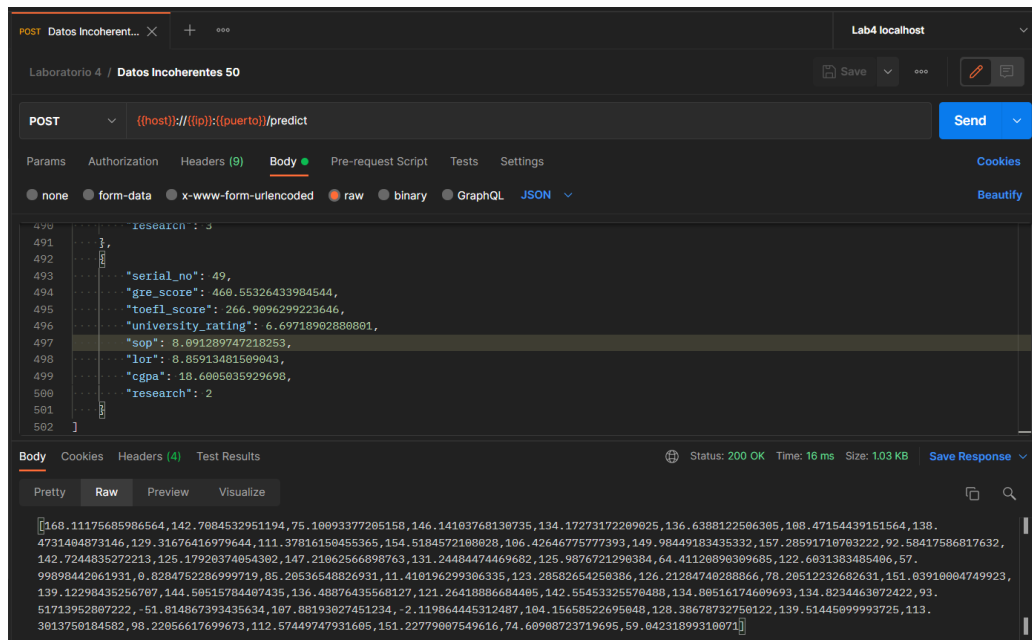 POST Datos Incoherent... Lab4 localhost
Laboratorio 4 / Datos Incoherentes 50 Save
POST {{host}}://{{ip}}:{{puerto}}/predict Send
Params Authorization Headers (9) Body Pre-request Script Tests Settings Cookies
none form-data x-www-form-urlencoded raw binary GraphQL JSON Beautify
490 "research": 3
491 },
492 {
493 "serial_no": 49,
494 "gre_score": 460.55326433984544,
495 "toefl_score": 266.9096299223646,
496 "university_rating": 6.69718902880801,
497 "sop": 8.091289747218253,
498 "lor": 8.85913481509043,
499 "cgpa": 18.6005035929698,
500 "research": 2
501 }
502 ]
Body Cookies Headers (4) Test Results Status: 200 OK Time: 16 ms Size: 1.03 KB Save Response
Pretty Raw Preview Visualize
[168.11175685986564,142.7084532951194,75.10093377205158,146.14103768130735,134.17273172209025,136.6388122506305,108.47154439151564,138.
4731404873146,129.31676416979644,111.37816150455365,154.5184572108028,106.42646775777393,149.98449183435332,157.28591710703222,92.58417586817632,
142.7244835272213,125.17920374054302,147.21062566898763,131.24484474469682,125.9876721290384,64.41120890309685,122.6031383485406,57.
99898442061931,0.8284752286999719,85.20536548826931,11.410196299306335,123.28582654250386,126.21284740288866,78.20512232682631,151.03910004749923,
139.12298435256707,144.50515784407435,136.48876435568127,121.26418886684405,142.55453325570488,134.80516174609693,134.8234463072422,93.
51713952807222,-51.814867393435634,107.88193027451234,-2.119864445312487,104.15658522695048,128.38678732750122,139.51445099993725,113.
3013750184582,98.22056617699673,112.57449747931605,151.22779007549616,74.60908723719695,59.04231899310071]